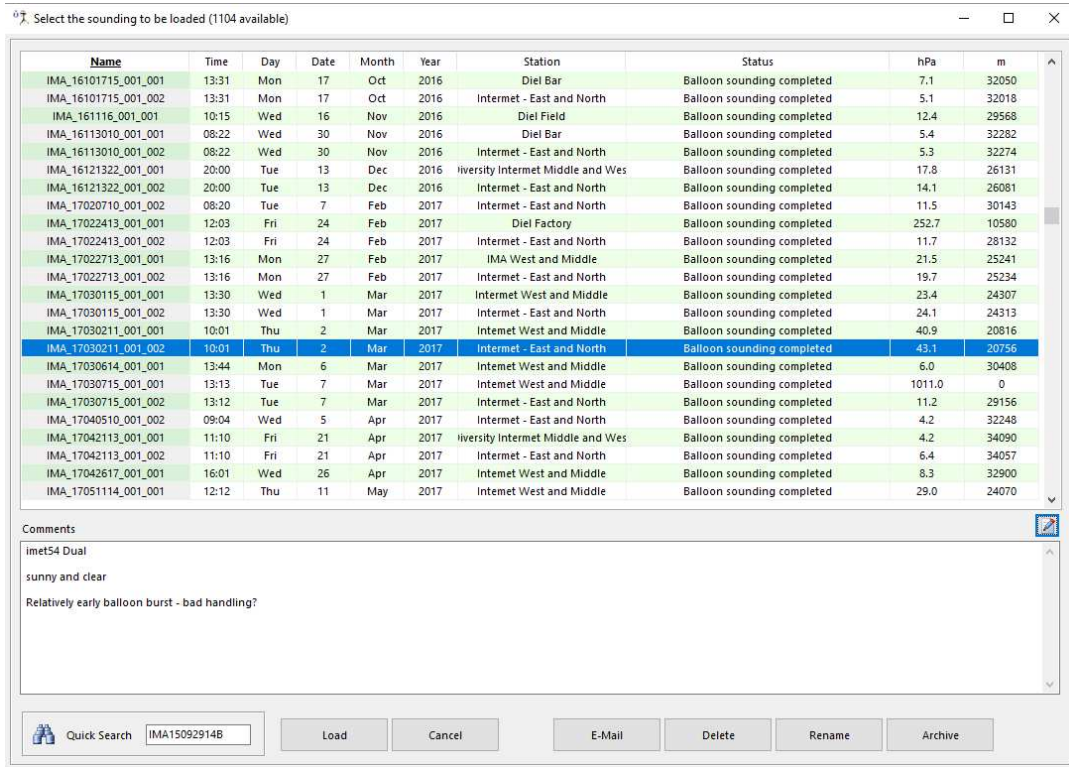 Select the sounding to be loaded (1104 available)
Name Time Day Date Month Year Station Status hPa m
IMA_16101715_001_001 13:31 Mon 17 Oct 2016 Diel Bar Balloon sounding completed 7.1 32050
IMA_16101715_001_002 13:31 Mon 17 Oct 2016 Internet - East and North Balloon sounding completed 5.1 32018
IMA_161116_001_001 10:15 Wed 16 Nov 2016 Diel Field Balloon sounding completed 12.4 29568
IMA_16113010_001_001 08:22 Wed 30 Nov 2016 Diel Bar Balloon sounding completed 5.4 32282
IMA_16113010_001_002 08:22 Wed 30 Nov 2016 Internet - East and North Balloon sounding completed 5.3 32274
IMA_16121322_001_001 20:00 Tue 13 Dec 2016 iversity Internet Middle and Wes Balloon sounding completed 17.8 26131
IMA_16121322_001_002 20:00 Tue 13 Dec 2016 Internet - East and North Balloon sounding completed 14.1 26081
IMA_17020710_001_002 08:20 Tue 7 Feb 2017 Internet - East and North Balloon sounding completed 11.5 30143
IMA_17022413_001_001 12:03 Fri 24 Feb 2017 Diel Factory Balloon sounding completed 252.7 10580
IMA_17022413_001_002 12:03 Fri 24 Feb 2017 Internet - East and North Balloon sounding completed 11.7 28132
IMA_17022713_001_001 13:16 Mon 27 Feb 2017 IMA West and Middle Balloon sounding completed 21.5 25241
IMA_17022713_001_002 13:16 Mon 27 Feb 2017 Internet - East and North Balloon sounding completed 19.7 25234
IMA_17030115_001_001 13:30 Wed 1 Mar 2017 Internet West and Middle Balloon sounding completed 23.4 24307
IMA_17030115_001_002 13:30 Wed 1 Mar 2017 Internet - East and North Balloon sounding completed 24.1 24313
IMA_17030211_001_001 10:01 Thu 2 Mar 2017 Internet West and Middle Balloon sounding completed 40.9 20816
IMA_17030211_001_002 10:01 Thu 2 Mar 2017 Internet - East and North Balloon sounding completed 43.1 20756
IMA_17030614_001_001 13:44 Mon 6 Mar 2017 Internet West and Middle Balloon sounding completed 6.0 30408
IMA_17030715_001_001 13:13 Tue 7 Mar 2017 Internet West and Middle Balloon sounding completed 1011.0 0
IMA_17030715_001_002 13:12 Tue 7 Mar 2017 Internet - East and North Balloon sounding completed 11.2 29156
IMA_17040510_001_002 09:04 Wed 5 Apr 2017 Internet - East and North Balloon sounding completed 4.2 32248
IMA_17042113_001_001 11:10 Fri 21 Apr 2017 iversity Internet Middle and Wes Balloon sounding completed 4.2 34090
IMA_17042113_001_002 11:10 Fri 21 Apr 2017 Internet - East and North Balloon sounding completed 6.4 34057
IMA_17042617_001_001 16:01 Wed 26 Apr 2017 Internet West and Middle Balloon sounding completed 8.3 32900
IMA_17051114_001_001 12:12 Thu 11 May 2017 Internet West and Middle Balloon sounding completed 29.0 24070
Comments
imet54 Dual
sunny and clear
Relatively early balloon burst - bad handling?
Quick Search IMA15092914B Load Cancel E-Mail Delete Rename Archive